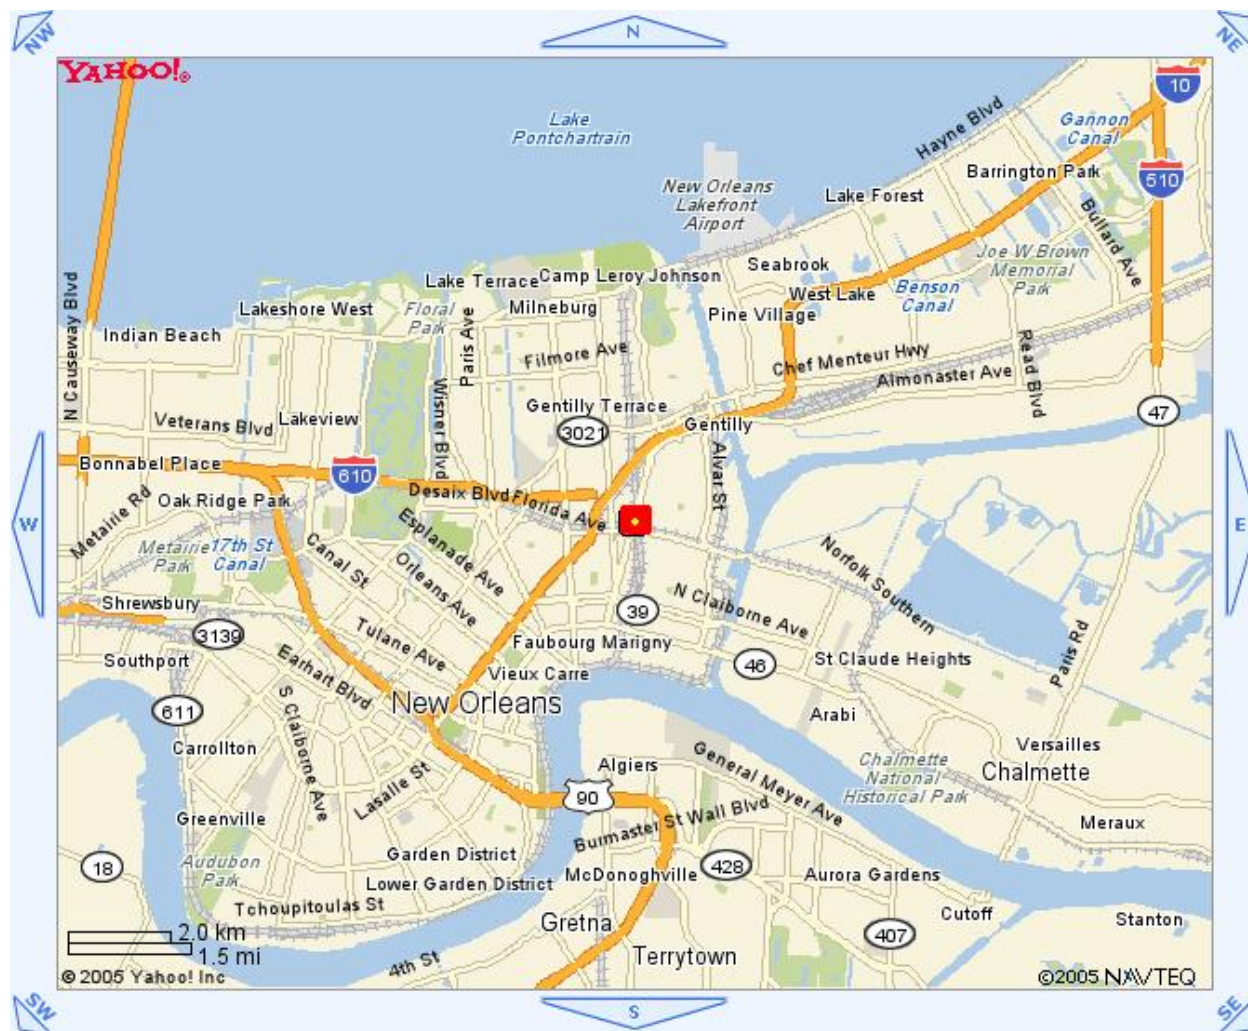 NW
N
NE
YAHOO!®
10
Lake
Pontchartrain
Gannon
Canal
Hayne Blvd
Barrington Park
510
New Orleans
Lakefront
Airport
Lake Forest
Bullard Ave
Joe W Brown
Memorial
Park
Seabrook
Lake Terrace
Camp Leroy Johnson
West Lake
Benson
Canal
N Causeway Blvd
Lakeshore West
Floral
Park
Milneburg
Pine Village
Indian Beach
Paris Ave
Filmore Ave
Chef Menteur Hwy
Read Blvd
Almonaster Ave
Wisner Blvd
Gentilly Terrace
Lakeview
Veterans Blvd
3021
Gentilly
47
Bonnabel Place
610
Alvar St
Oak Ridge Park
Desaix Blvd
Florida Ave
Metairie Rd
W
E
Esplanade Ave
Metairie
Park
17th St
Canal
Canal St
Orleans Ave
Norfolk Southern
Shrewsbury
39
N Claiborne Ave
3139
Tulane Ave
Faubourg Marigny
Southport
Earhart Blvd
46
St Claude Heights
Paris Rd
Vieux Carre
New Orleans
611
S Claiborne Ave
Arabi
Carrollton
Versailles
Chalmette
National
Historical Park
Chalmette
Algiers
General Meyer Ave
Lasalle St
90
Greenville
Burmaster St
Wall Blvd
Meraux
Audubon
Park
18
Garden District
428
McDonoghville
Aurora Gardens
Lower Garden District
Tchoupitoulas St
Gretna
Cutoff
Stanton
407
2.0 km
1.5 mi
4th St
Terrytown
© 2005 Yahoo! Inc
©2005 NAVTEQ
SW
S
SE